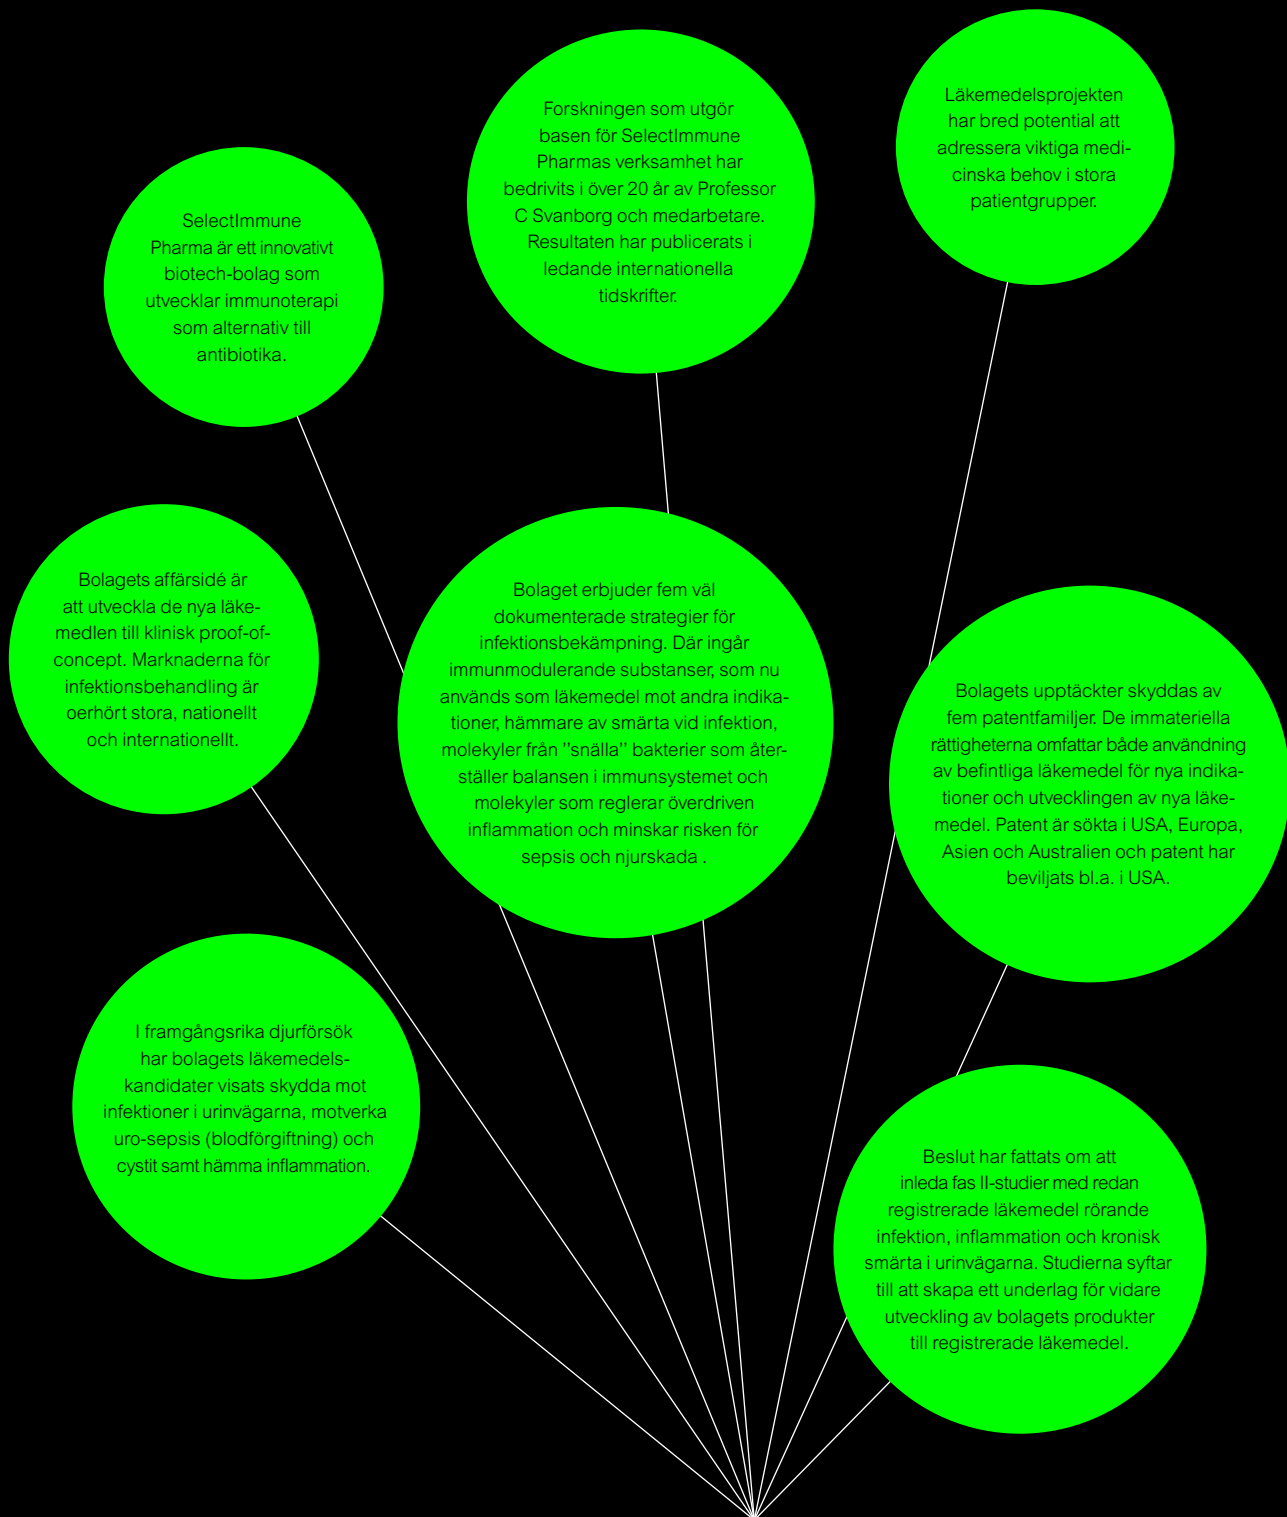 SelectImmune
Pharma är ett innovativt
biotech-bolag som
utvecklar immunoterapi
som alternativ till
antibiotika.
Forskningen som utgör
basen för SelectImmune
Pharmas verksamhet har
bedrivits i över 20 år av Professor
C Svanborg och medarbetare.
Resultaten har publicerats i
ledande internationella
tidskrifter.
Läkemedelsprojekten
har bred potential att
adressera viktiga medi-
cinska behov i stora
patientgrupper.
Bolagets affärsidé är
att utveckla de nya läke-
medlen till klinisk proof-of-
concept. Marknaderna för
infektionsbehandling är
oerhört stora, nationellt
och internationellt.
Bolaget erbjuder fem väl
dokumenterade strategier för
infektionsbekämpning. Där ingår
immunmodulerande substanser, som nu
används som läkemedel mot andra indika-
tioner, hämmare av smärta vid infektion,
molekyler från "snälla" bakterier som åter-
ställer balansen i immunsystemet och
molekyler som reglerar överdriven
inflammation och minskar risken för
sepsis och njurskada .
Bolagets upptäckter skyddas av
fem patentfamiljer. De immateriella
rättigheterna omfattar både användning
av befintliga läkemedel för nya indika-
tioner och utvecklingen av nya läke-
medel. Patent är sökta i USA, Europa,
Asien och Australien och patent har
beviljats bl.a. i USA.
I framgångsrika djurförsök
har bolagets läkemedels-
kandidater visats skydda mot
infektioner i urinvägarna, motverka
uro-sepsis (blodförgiftning) och
cystit samt hämma inflammation.
Beslut har fattats om att
inleda fas II-studier med redan
registrerade läkemedel rörande
infektion, inflammation och kronisk
smärta i urinvägarna. Studierna syftar
till att skapa ett underlag för vidare
utveckling av bolagets produkter
till registrerade läkemedel.